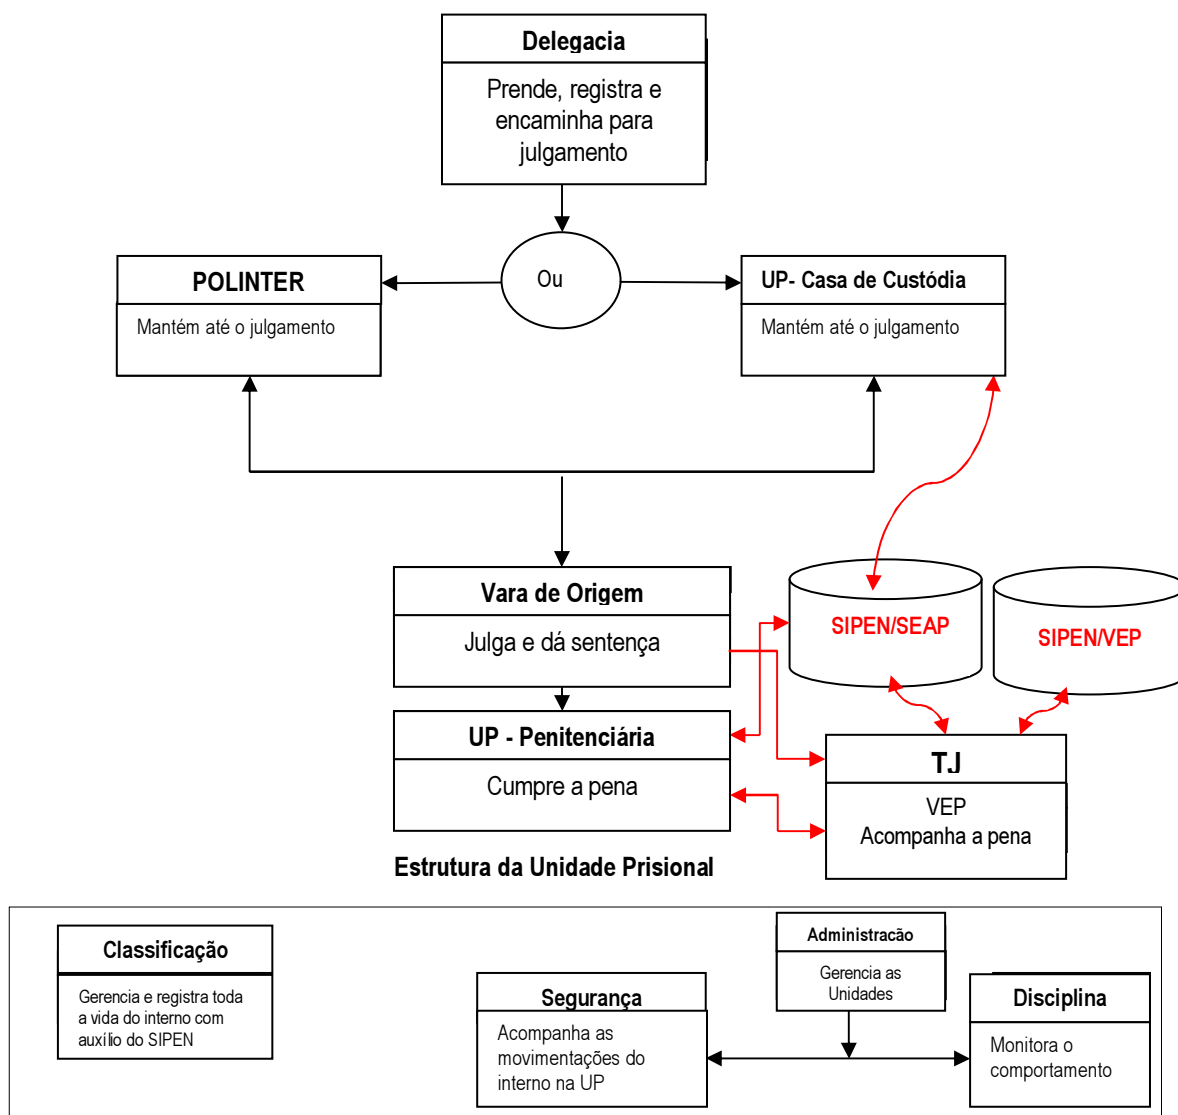 Delegacia
Prende, registra e
encaminha para
julgamento
Ou
POLINTER
Mantém até o julgamento
UP- Casa de Custódia
Mantém até o julgamento
Vara de Origem
Julga e dá sentença
SIPEN/SEAP
SIPEN/VEP
UP - Penitenciária
Cumpre a pena
TJ
VEP
Acompanha a pena
Estrutura da Unidade Prisional
Classificação
Gerencia e registra toda
a vida do interno com
auxílio do SIPEN
Administracão
Gerencia as
Unidades
Segurança
Acompanha as
movimentações do
interno na UP
Disciplina
Monitora o
comportamento